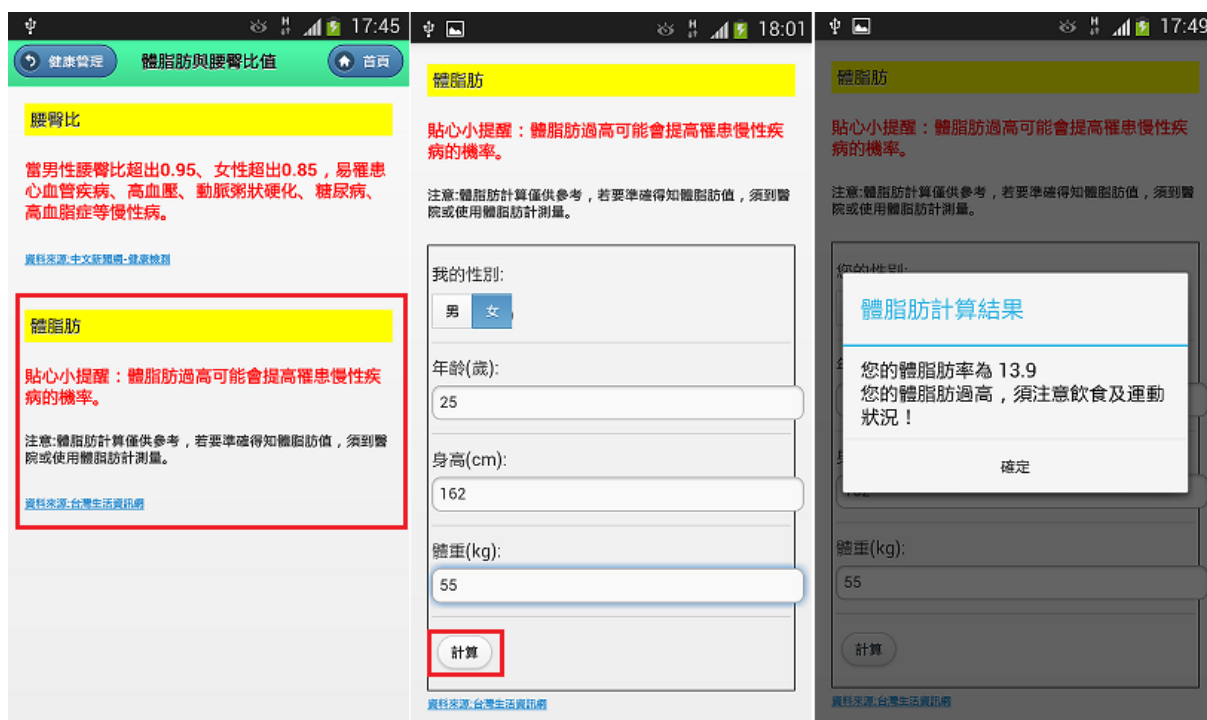 17:45
健康管理
體脂肪與腰臀比值
首頁
腰臀比
當男性腰臀比超出0.95、女性超出0.85，易罹患
心血管疾病、高血壓、動脈粥狀硬化、糖尿病、
高血脂症等慢性病。
資料來源:中文新聞網-健康檢測
體脂肪
貼心小提醒：體脂肪過高可能會提高罹患慢性疾
病的機率。
注意:體脂肪計算僅供參考，若要準確得知體脂肪值，須到醫
院或使用體脂肪計測量。
資料來源:台灣生活資訊網
18:01
體脂肪
貼心小提醒：體脂肪過高可能會提高罹患慢性疾
病的機率。
注意:體脂肪計算僅供參考，若要準確得知體脂肪值，須到醫
院或使用體脂肪計測量。
我的性別:
男 女
年齡(歲):
25
身高(cm):
162
體重(kg):
55
計算
資料來源:台灣生活資訊網
17:49
體脂肪
貼心小提醒：體脂肪過高可能會提高罹患慢性疾
病的機率。
注意:體脂肪計算僅供參考，若要準確得知體脂肪值，須到醫
院或使用體脂肪計測量。
您的性別:
體脂肪計算結果
您的體脂肪率為 13.9
您的體脂肪過高，須注意飲食及運動
狀況！
確定
162
體重(kg):
55
計算
資料來源:台灣生活資訊網